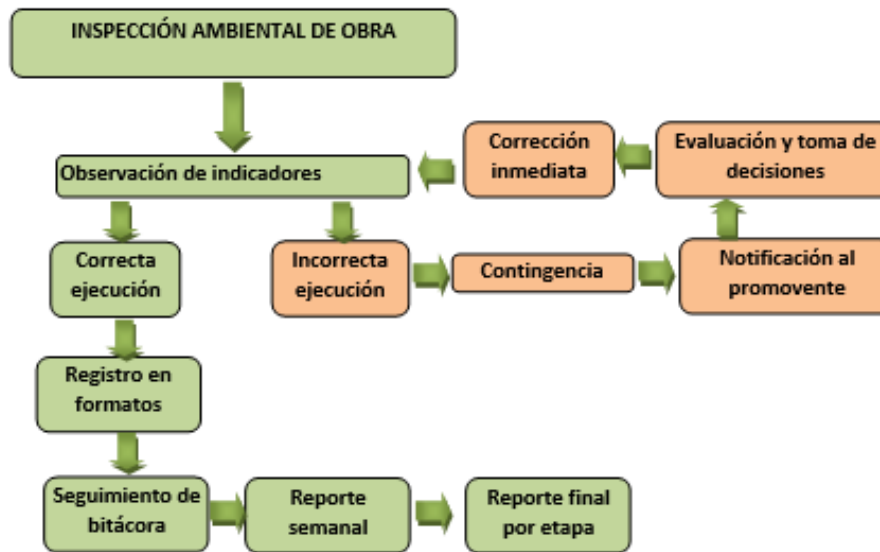 INSPECCIÓN AMBIENTAL DE OBRA
Observación de indicadores
Corrección
inmediata
Evaluación y toma de
decisiones
Correcta
ejecución
Incorrecta
ejecución
Contingencia
Notificación al
promovente
Registro en
formatos
Seguimiento de
bitácora
Reporte
semanal
Reporte final
por etapa